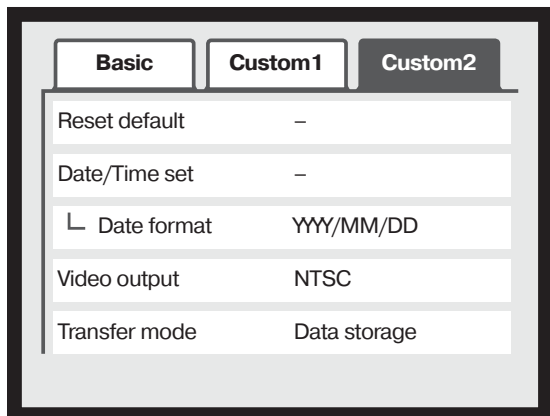 Basic Custom1 Custom2
Reset default –
Date/Time set –
Date format YYYY/MM/DD
Video output NTSC
Transfer mode Data storage